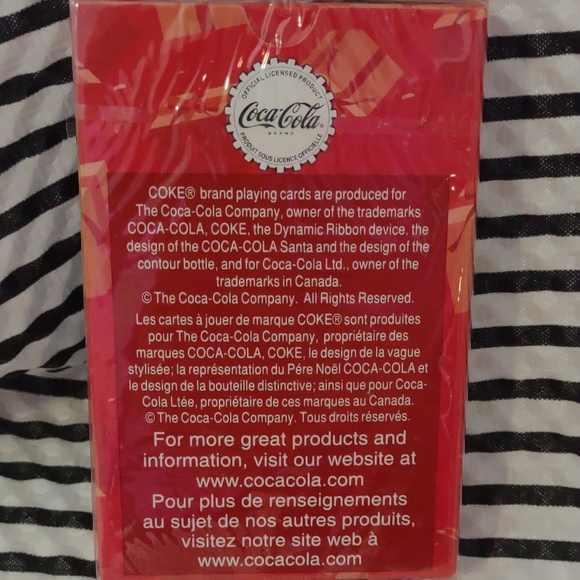 OFFICIAL LICENSED PRODUCT
Coca-Cola®
BRAND
PRODUIT SOUS LICENCE OFFICIELLE
COKE® brand playing cards are produced for
The Coca-Cola Company, owner of the trademarks
COCA-COLA, COKE, the Dynamic Ribbon device, the
design of the COCA-COLA Santa and the design of the
contour bottle, and for Coca-Cola Ltd., owner of the
trademarks in Canada.
© The Coca-Cola Company. All Rights Reserved.
Les cartes à jouer de marque COKE® sont produites
pour The Coca-Cola Company, propriétaire des
marques COCA-COLA, COKE, le design de la vague
stylisée; la représentation du Pére Noël COCA-COLA et
le design de la bouteille distinctive; ainsi que pour Coca-
Cola Ltée, propriétaire de ces marques au Canada.
© The Coca-Cola Company. Tous droits réservés.
For more great products and
information, visit our website at
www.cocacola.com
Pour plus de renseignements
au sujet de nos autres produits,
visitez notre site web à
www.cocacola.com